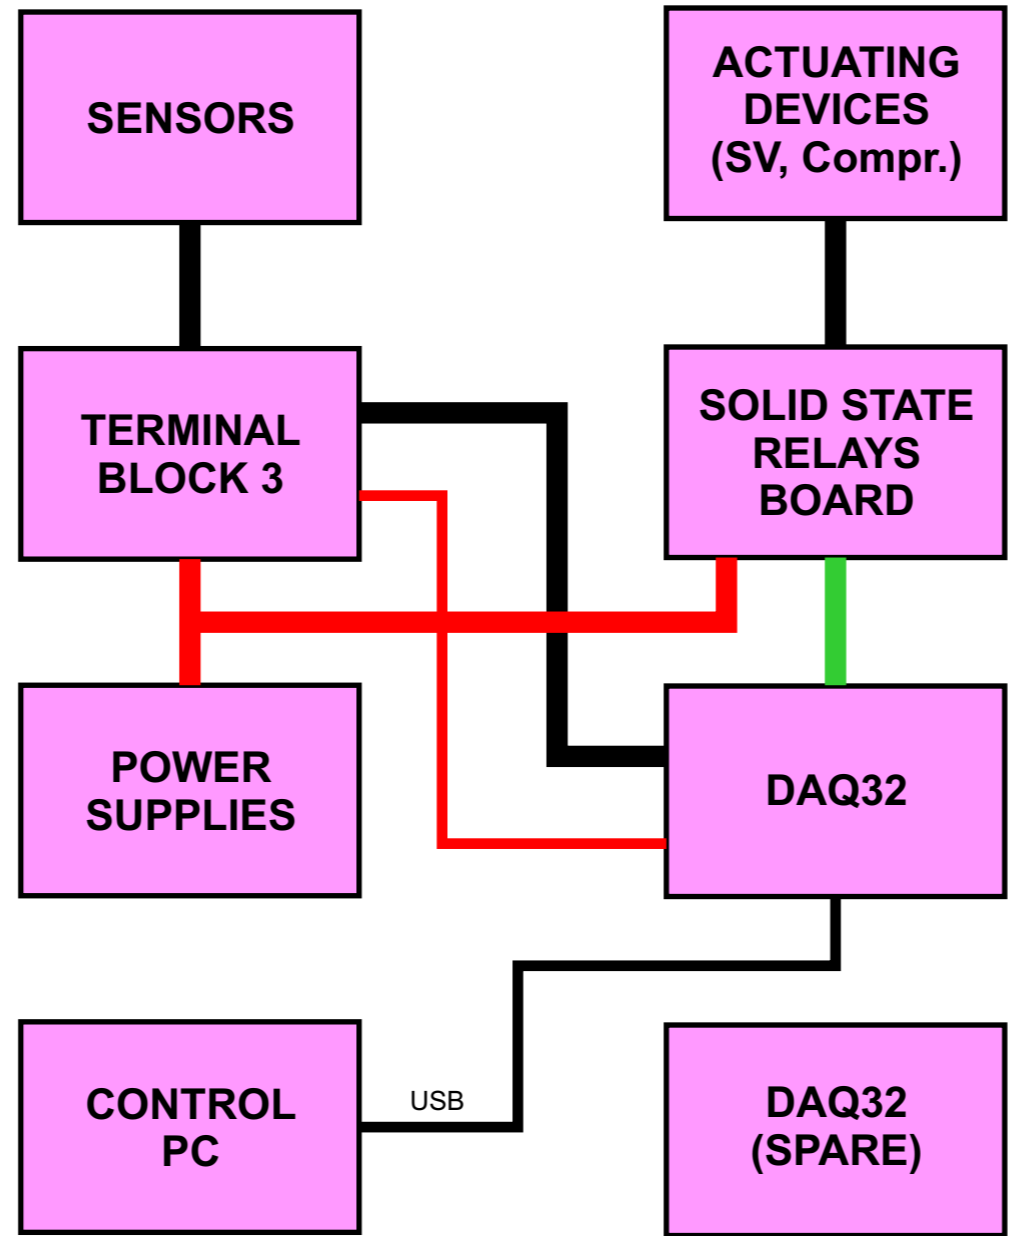 SENSORS
ACTUATING
DEVICES
(SV, Compr.)
TERMINAL
BLOCK 3
SOLID STATE
RELAYS
BOARD
POWER
SUPPLIES
DAQ32
CONTROL
PC
USB
DAQ32
(SPARE)